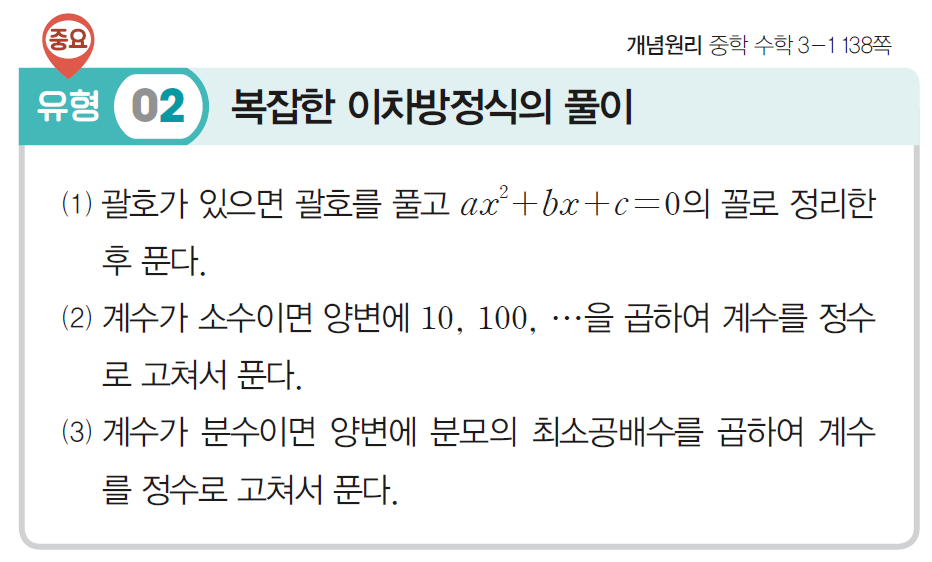 중요
개념원리 중학 수학 3-1 138쪽
유형 02 복잡한 이차방정식의 풀이
(1) 괄호가 있으면 괄호를 풀고 ax²+bx+c=0의 꼴로 정리한
후 푼다.
(2) 계수가 소수이면 양변에 10, 100, …을 곱하여 계수를 정수
로 고쳐서 푼다.
(3) 계수가 분수이면 양변에 분모의 최소공배수를 곱하여 계수
를 정수로 고쳐서 푼다.